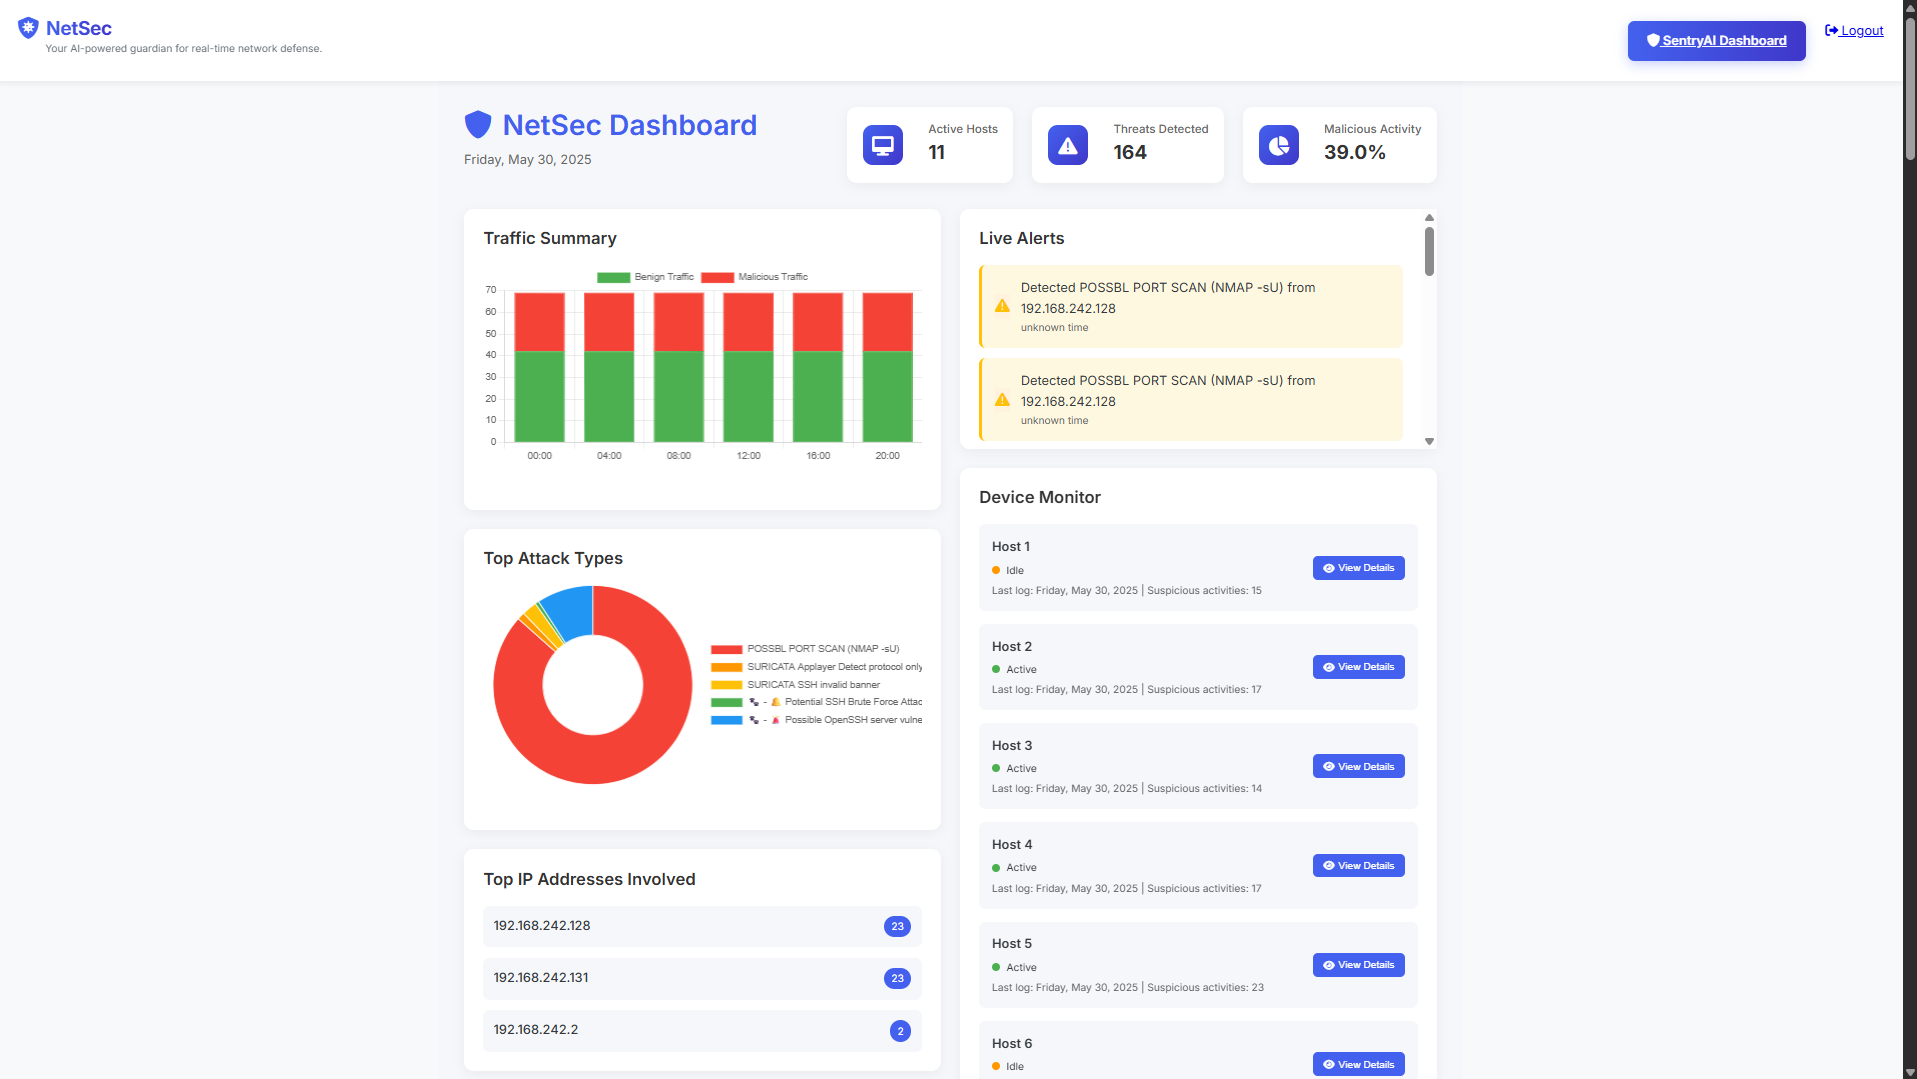 NetSec
Your AI-powered guardian for real-time network defense.
SentryAI Dashboard
Logout
NetSec Dashboard
Friday, May 30, 2025
Active Hosts
11
Threats Detected
164
Malicious Activity
39.0%
Traffic Summary
Benign Traffic
Malicious Traffic
70
60
50
40
30
20
10
0
00:00
04:00
08:00
12:00
16:00
20:00
Top Attack Types
POSSBL PORT SCAN (NMAP -sU)
SURICATA Applayer Detect protocol only
SURICATA SSH invalid banner
🐾 - 🔔 Potential SSH Brute Force Attac
🐾 - 🚨 Possible OpenSSH server vulne
Top IP Addresses Involved
192.168.242.128
23
192.168.242.131
23
192.168.242.2
2
Live Alerts
Detected POSSBL PORT SCAN (NMAP -sU) from
192.168.242.128
unknown time
Detected POSSBL PORT SCAN (NMAP -sU) from
192.168.242.128
unknown time
Device Monitor
Host 1
Idle
Last log: Friday, May 30, 2025 | Suspicious activities: 15
View Details
Host 2
Active
Last log: Friday, May 30, 2025 | Suspicious activities: 17
View Details
Host 3
Active
Last log: Friday, May 30, 2025 | Suspicious activities: 14
View Details
Host 4
Active
Last log: Friday, May 30, 2025 | Suspicious activities: 17
View Details
Host 5
Active
Last log: Friday, May 30, 2025 | Suspicious activities: 23
View Details
Host 6
Idle
View Details